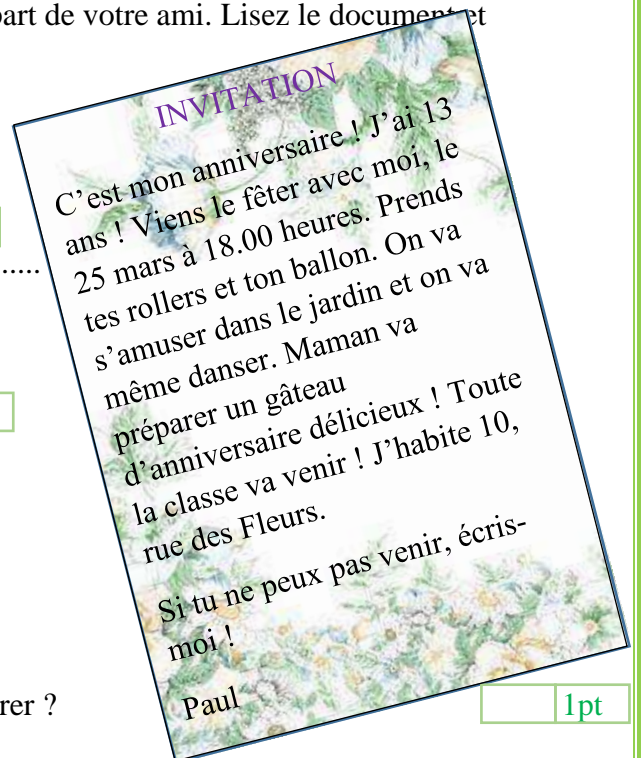 part de votre ami. Lisez le document et
INVITATION
C'est mon anniversaire ! J'ai 13
ans ! Viens le fêter avec moi, le
25 mars à 18.00 heures. Prends
tes rollers et ton ballon. On va
s'amuser dans le jardin et on va
même danser. Maman va
préparer un gâteau
d'anniversaire délicieux ! Toute
la classe va venir ! J'habite 10,
rue des Fleurs.
Si tu ne peux pas venir, écris-
moi !
Paul
.....
rer ?
1pt